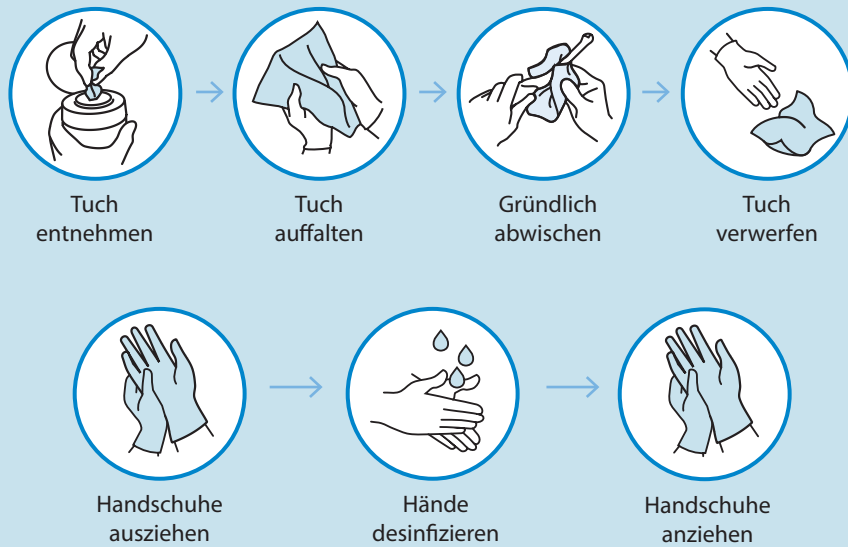 Tuch
entnehmen
Tuch
auffalten
Gründlich
abwischen
Tuch
verwerfen
Handschuhe
ausziehen
Hände
desinfizieren
Handschuhe
anziehen